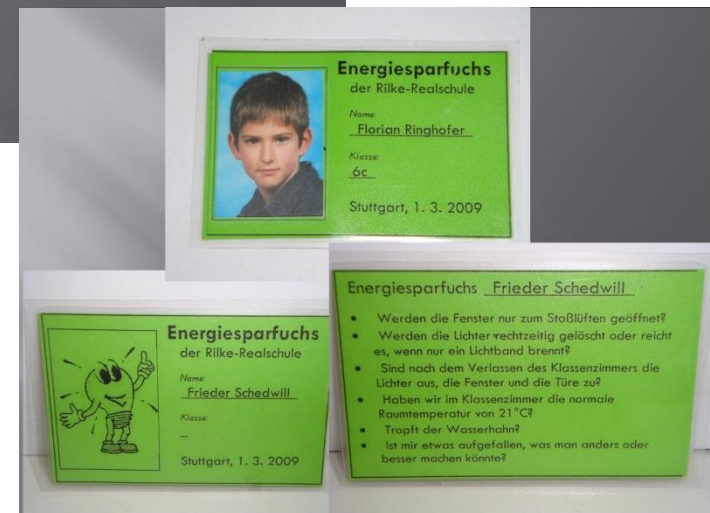 Energiesparfuchs
der Rilke-Realschule
Name
Florian Ringhofer
Klasse:
6c
Stuttgart, 1. 3. 2009
Energiesparfuchs
der Rilke-Realschule
Name:
Frieder Schedwill
Klasse:
–
Stuttgart, 1. 3. 2009
Energiesparfuchs Frieder Schedwill
• Werden die Fenster nur zum Stoßlüften geöffnet?
• Werden die Lichter rechtzeitig gelöscht oder reicht
es, wenn nur ein Lichtband brennt?
• Sind nach dem Verlassen des Klassenzimmers die
Lichter aus, die Fenster und die Türe zu?
• Haben wir im Klassenzimmer die normale
Raumtemperatur von 21°C?
• Tropft der Wasserhahn?
• Ist mir etwas aufgefallen, was man anders oder
besser machen könnte?